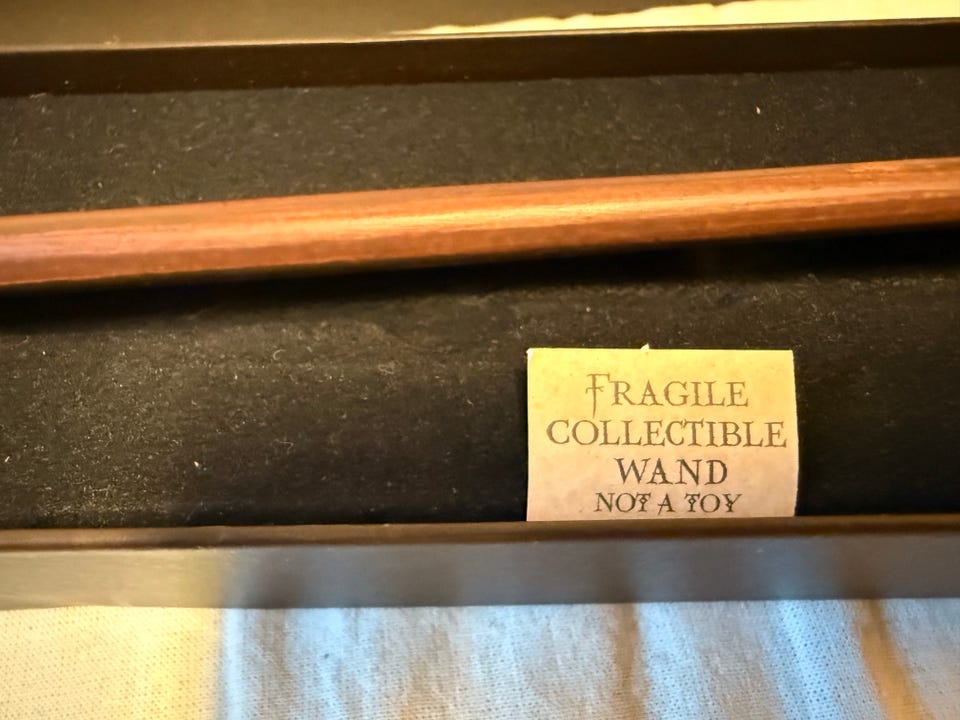 FRAGILE
COLLECTIBLE
WAND
NOT A TOY